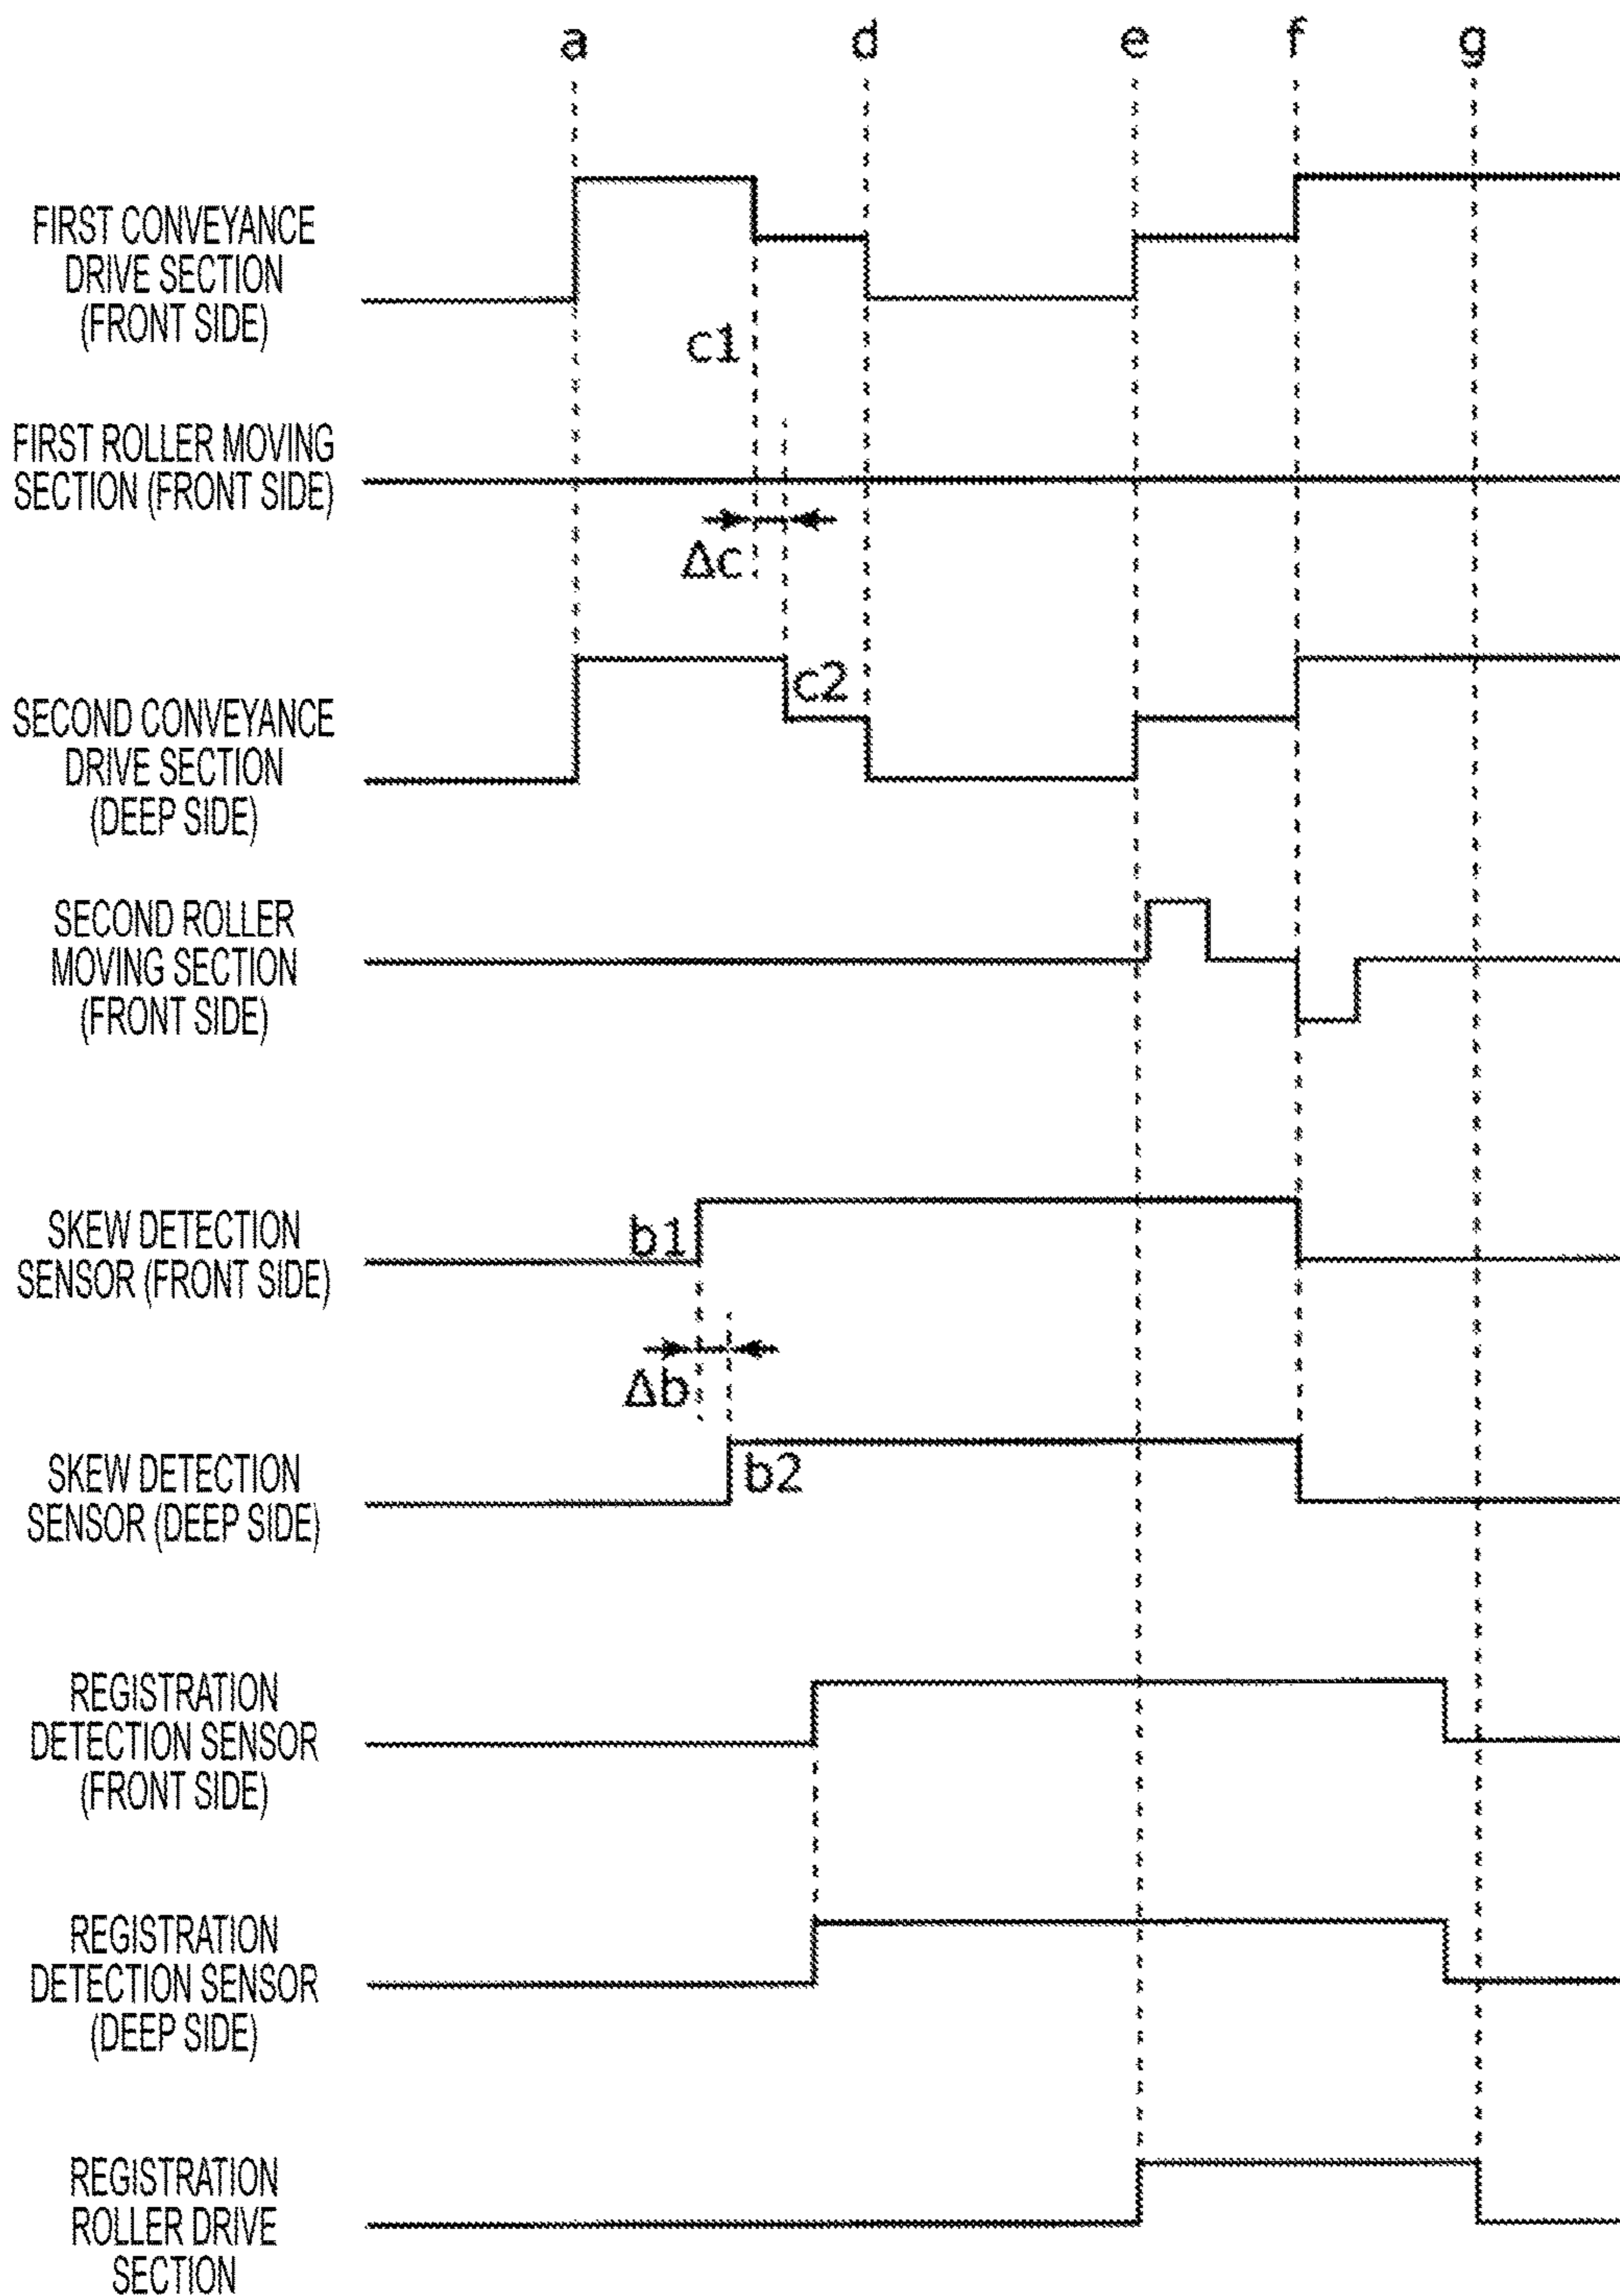 a d e f g
FIRST CONVEYANCE
DRIVE SECTION
(FRONT SIDE)
c1
FIRST ROLLER MOVING
SECTION (FRONT SIDE)
Δc
SECOND CONVEYANCE
DRIVE SECTION
(DEEP SIDE)
c2
SECOND ROLLER
MOVING SECTION
(FRONT SIDE)
SKEW DETECTION
SENSOR (FRONT SIDE)
b1
Δb
SKEW DETECTION
SENSOR (DEEP SIDE)
b2
REGISTRATION
DETECTION SENSOR
(FRONT SIDE)
REGISTRATION
DETECTION SENSOR
(DEEP SIDE)
REGISTRATION
ROLLER DRIVE
SECTION